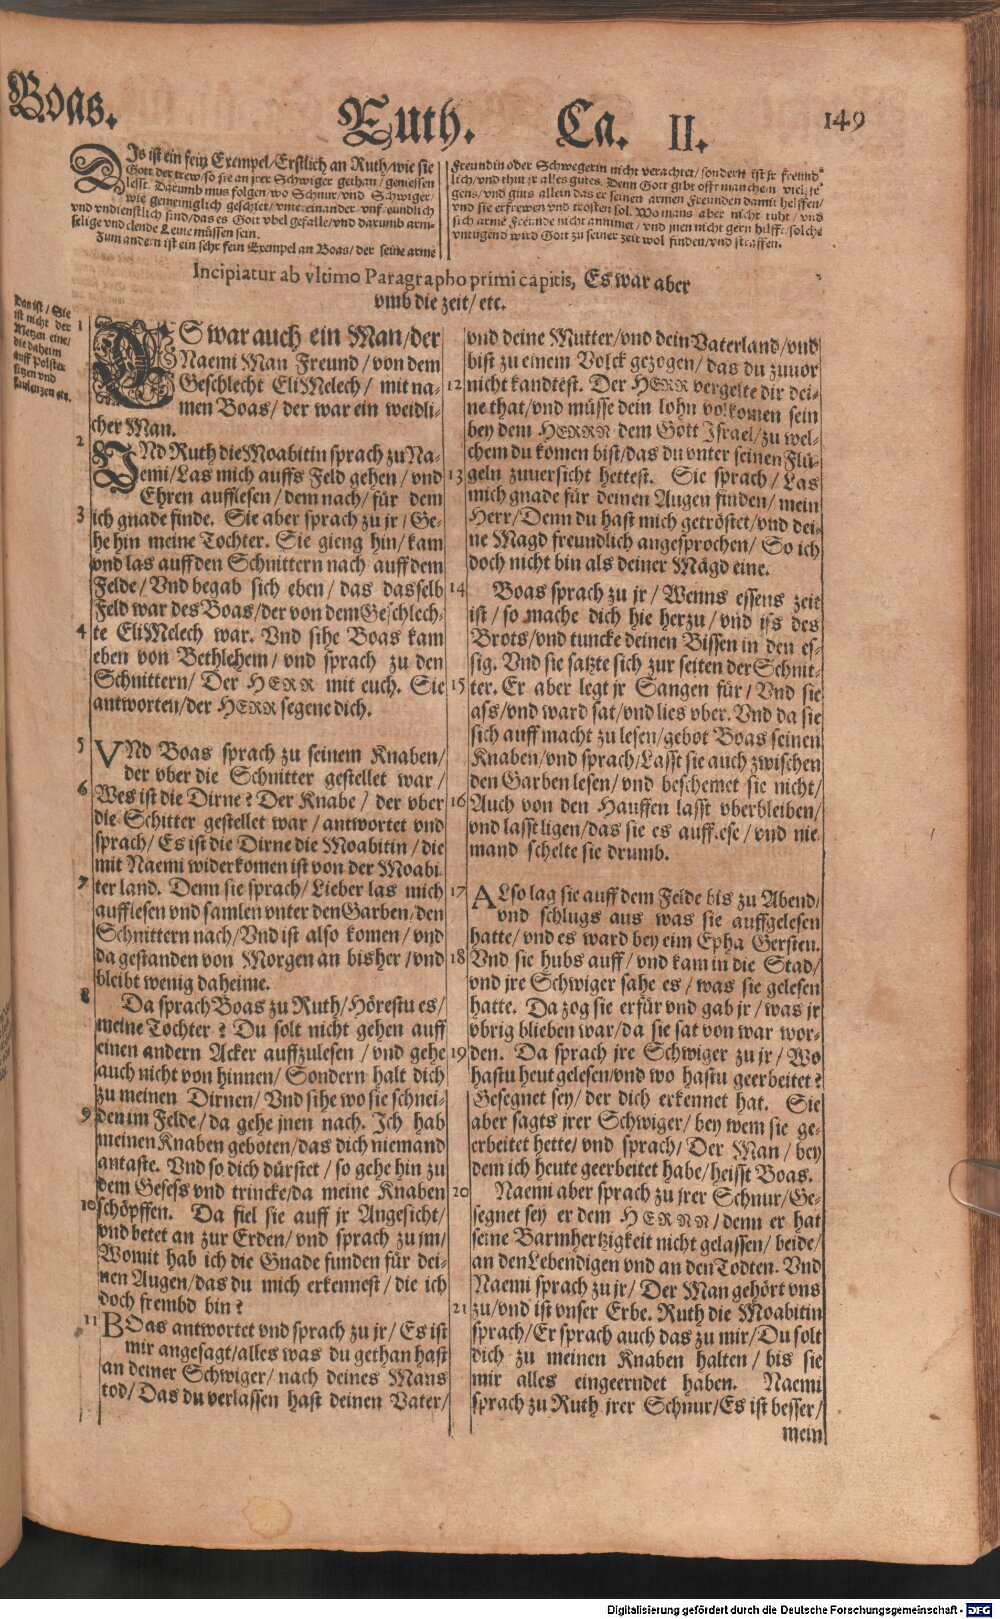 Boas.
Ruth. Ca. II. 149
DIs ist ein fein Exempel/Erstlich an Ruth/wie sie
Gott der trew/so sie an jrer Schwiger gethan/geniessen
lesst. Darumb mus folgen/wo Schnur/vnd Schwiger/
wie gemeiniglich geschiet/vntereinander vnfreundlich
vnd vndienstlich sind/das es Gott vbel gefalle/vnd darumb arm-
selige vnd elende Leute müssen sein.
Zum andern ist ein sehr fein Exempel an Boas/der seine arme
Freundin oder Schwegerin nicht verachtet/sondern ist jr freund-
lich/vnd thut jr alles gutes. Denn Gott gibt offt manchem viel se-
gens/vnd guts allein das er seinen armen Freunden damit helffen/
vnd sie erfrewen vnd trösten sol. Wo mans aber nicht tuht/vnd
sich armē Freunde nicht annimet/vnd jnen nicht gern hilfft/solche
vntugend wird Gott zu seiner zeit wol finden/vnd straffen.
Incipiatur ab vltimo Paragrapho primi capitis, Es war aber
vmb die zeit/etc.
Das ist/Sie
ist nicht der
Metzen eine/
die daheim
auff Polster
sitzen vnd
faulenzen etc.
1 ES war auch ein Man/der
Naemi Man Freund/von dem
Geschlecht EliMelech/mit na-
men Boas/der war ein weidli-
cher Man.
2 VNd Ruth die Moabitin sprach zu Na-
emi/Las mich auffs Feld gehen/vnd
Ehren aufflesen/dem nach/für dem
3 ich gnade finde. Sie aber sprach zu jr/Ge-
he hin meine Tochter. Sie gieng hin/kam
vnd las auff den Schnittern nach auff dem
Felde/Vnd begab sich eben/das dasselb
Feld war des Boas/der von dem Geschlech-
4 te EliMelech war. Vnd sihe Boas kam
eben von Bethlehem/vnd sprach zu den
Schnittern/Der HERR mit euch. Sie
antworten/der HERR segene dich.
5 VNd Boas sprach zu seinem Knaben/
der vber die Schnitter gestellet war/
6 Wes ist die Dirne? Der Knabe/der vber
die Schitter gestellet war/antwortet vnd
sprach/Es ist die Dirne die Moabitin/die
mit Naemi widerkomen ist von der Moabi-
7 ter land. Denn sie sprach/Lieber las mich
aufflesen vnd samlen vnter den Garben/den
Schnittern nach/Vnd ist also komen/vnd
da gestanden von Morgen an bisher/vnd
bleibt wenig daheime.
8 Da sprach Boas zu Ruth/Hörestu es/
meine Tochter? Du solt nicht gehen auff
einen andern Acker auffzulesen/vnd gehe
auch nicht von hinnen/Sondern halt dich
zu meinen Dirnen/Vnd sihe wo sie schnei-
9 den im Felde/da gehe jnen nach. Ich hab
meinen Knaben geboten/das dich niemand
antaste. Vnd so dich dürstet/so gehe hin zu
dem Gefess vnd trincke/da meine Knaben
10 schöpffen. Da fiel sie auff jr Angesicht/
vnd betet an zur Erden/vnd sprach zu jm/
Womit hab ich die Gnade funden für dei-
nen Augen/das du mich erkennest/die ich
doch frembd bin?
11 BOas antwortet vnd sprach zu jr/Es ist
mir angesagt/alles was du gethan hast
an deiner Schwiger/nach deines Mans
tod/Das du verlassen hast deinen Vater/
vnd deine Mutter/vnd dein Vaterland/vnd
bist zu einem Volck gezogen/das du zuuor
12 nicht kandtest. Der HERR vergelte dir dei-
ne that/vnd müsse dein lohn volkomen sein
bey dem HERRN dem Gott Israel/zu wel-
chem du komen bist/das du vnter seinen Flü-
13 geln zuuersicht hettest. Sie sprach/Las
mich gnade für deinen Augen finden/mein
Herr/Denn du hast mich getröstet/vnd dei-
ne Magd freundlich angesprochen/So ich
doch nicht bin als deiner Mägd eine.
14 Boas sprach zu jr/Wenns essens zeit
ist/so mache dich hie herzu/vnd iss des
Brots/vnd tuncke deinen Bissen in den es-
sig. Vnd sie satzte sich zur seiten der Schnit-
15 ter. Er aber legt jr Sangen für/Vnd sie
ass/vnd ward sat/vnd lies vber. Vnd da sie
sich auff macht zu lesen/gebot Boas seinen
Knaben/vnd sprach/Lasst sie auch zwischen
den Garben lesen/vnd beschemet sie nicht/
16 Auch von den Hauffen lasst vberbleiben/
vnd lasst ligen/das sie es aufflese/vnd nie-
mand schelte sie drumb.
17 ALso lag sie auff dem Felde bis zu Abend/
vnd schlugs aus was sie auffgelesen
hatte/vnd es ward bey eim Epha Gersten.
18 Vnd sie hubs auff/vnd kam in die Stad/
vnd jre Schwiger sahe es/was sie gelesen
hatte. Da zog sie erfür vnd gab jr/was jr
vbrig blieben war/da sie sat von war wor-
19 den. Da sprach jre Schwiger zu jr/Wo
hastu heut gelesen/vnd wo hastu geerbeitet?
Gesegnet sey/der dich erkennet hat. Sie
aber sagts jrer Schwiger/bey wem sie ge-
erbeitet hette/vnd sprach/Der Man/bey
dem ich heute geerbeitet habe/heisst Boas.
20 Naemi aber sprach zu jrer Schnur/Ge-
segnet sey er dem HERNN/denn er hat
seine Barmhertzigkeit nicht gelassen/beide/
an den Lebendigen vnd an den Todten. Vnd
Naemi sprach zu jr/Der Man gehört vns
21 zu/vnd ist vnser Erbe. Ruth die Moabitin
sprach/Er sprach auch das zu mir/Du solt
dich zu meinen Knaben halten/bis sie
mir alles eingeerndet haben. Naemi
sprach zu Ruth jrer Schnur/Es ist besser/
mein
Digitalisierung gefördert durch die Deutsche Forschungsgemeinschaft - DFG